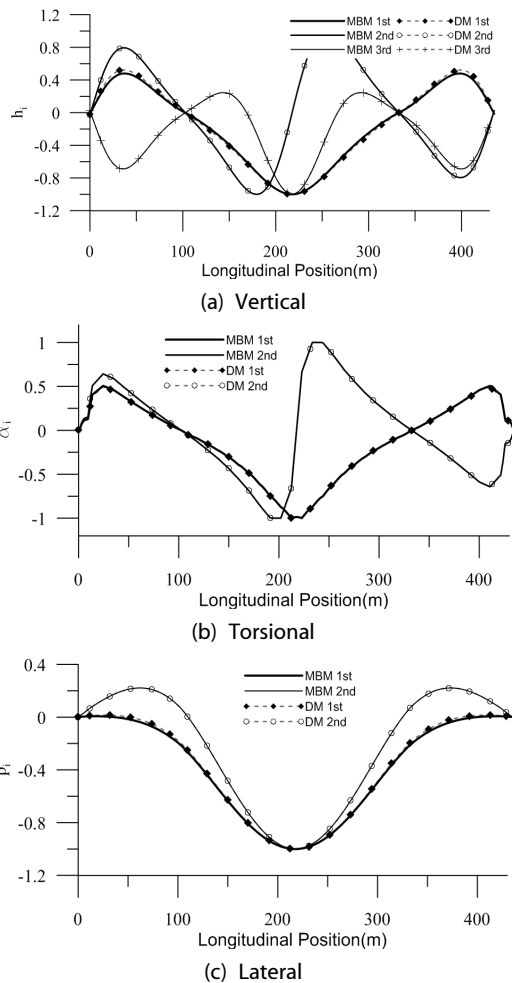 1.2
0.8
0.4
0
-0.4
-0.8
-1.2
h_i
MBM 1st DM 1st
MBM 2nd DM 2nd
MBM 3rd DM 3rd
0 100 200 300 400
Longitudinal Position(m)
(a) Vertical
1
0.5
0
-0.5
-1
α_i
MBM 1st
MBM 2nd
DM 1st
DM 2nd
0 100 200 300 400
Longitudinal Position(m)
(b) Torsional
0.4
0
-0.4
-0.8
-1.2
p_i
MBM 1st
MBM 2nd
DM 1st
DM 2nd
0 100 200 300 400
Longitudinal Position(m)
(c) Lateral